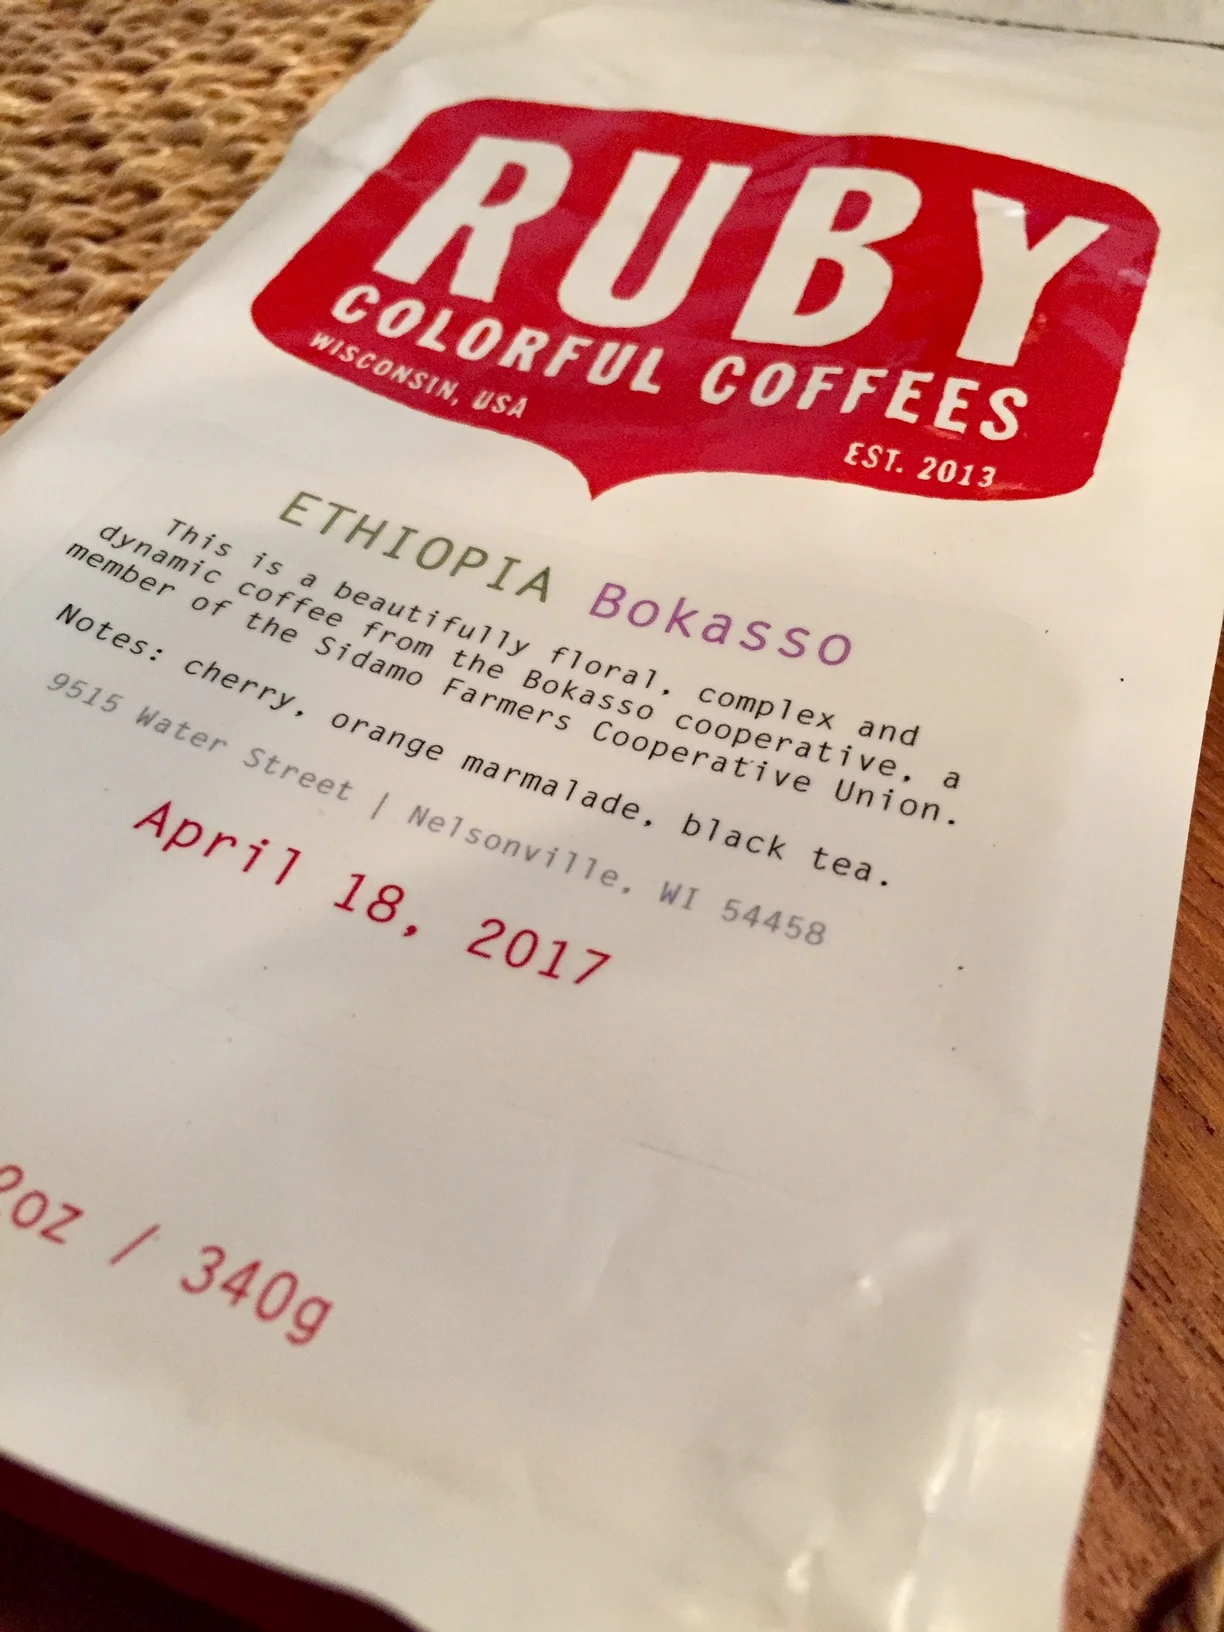 RUBY
COLORFUL COFFEES
WISCONSIN, USA
EST. 2013
ETHIOPIA Bokasso
This is a beautifully floral, complex and
dynamic coffee from the Bokasso cooperative, a
member of the Sidamo Farmers Cooperative Union.
Notes: cherry, orange marmalade, black tea.
9515 Water Street | Nelsonville, WI 54458
April 18, 2017
2oz / 340g